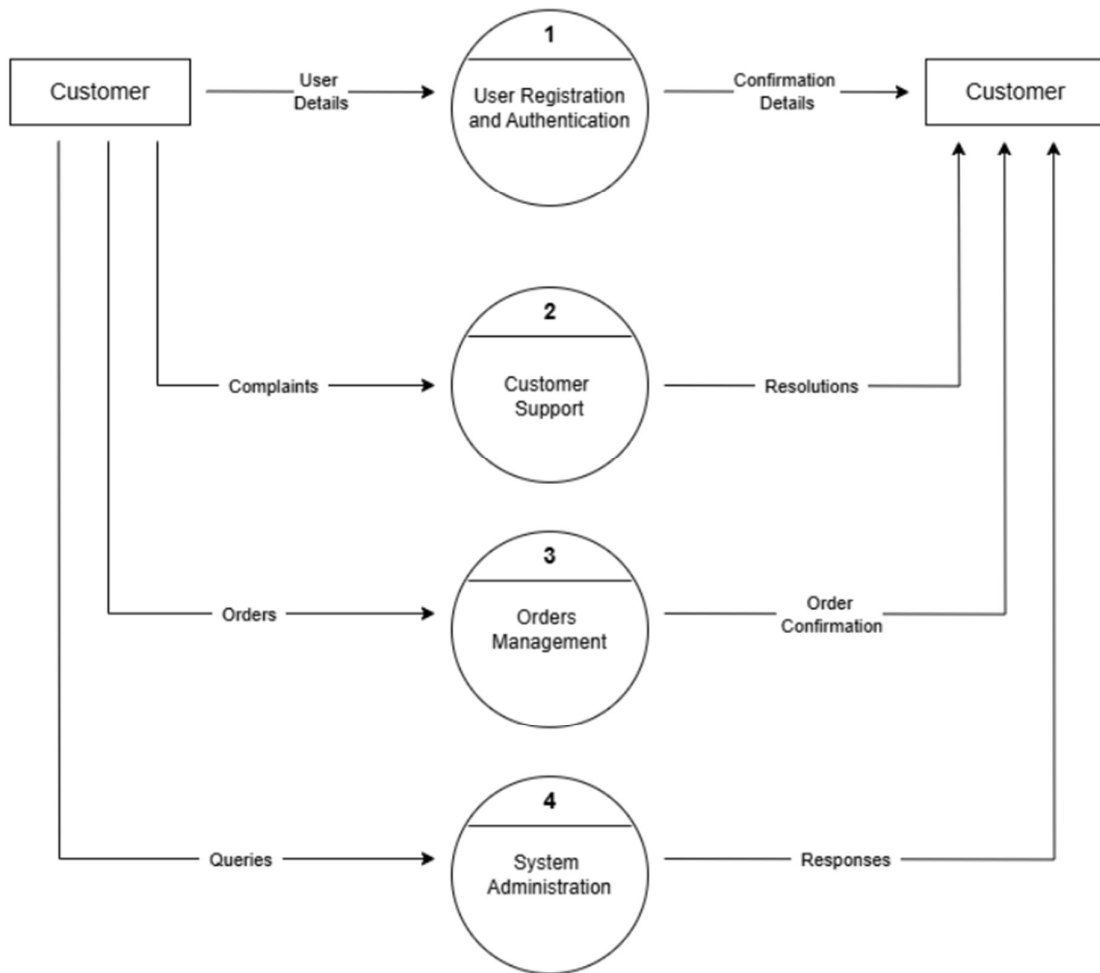 1
Customer
User
Details
User Registration
and Authentication
Confirmation
Details
Customer
2
Complaints
Customer
Support
Resolutions
3
Orders
Orders
Management
Order
Confirmation
4
Queries
System
Administration
Responses